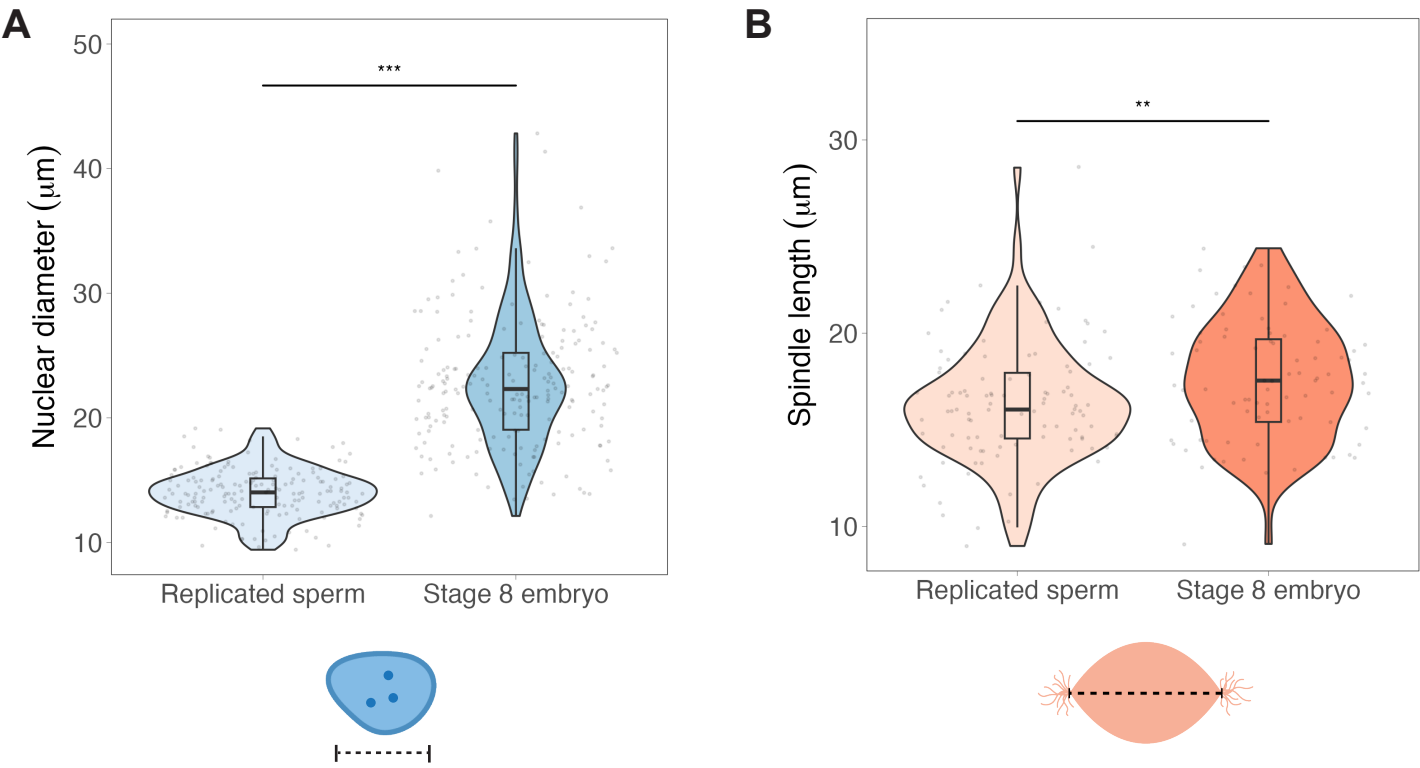 A
50
40
30
20
10
Nuclear diameter (μm)
***
Replicated sperm
Stage 8 embryo
B
30
20
10
Spindle length (μm)
**
Replicated sperm
Stage 8 embryo